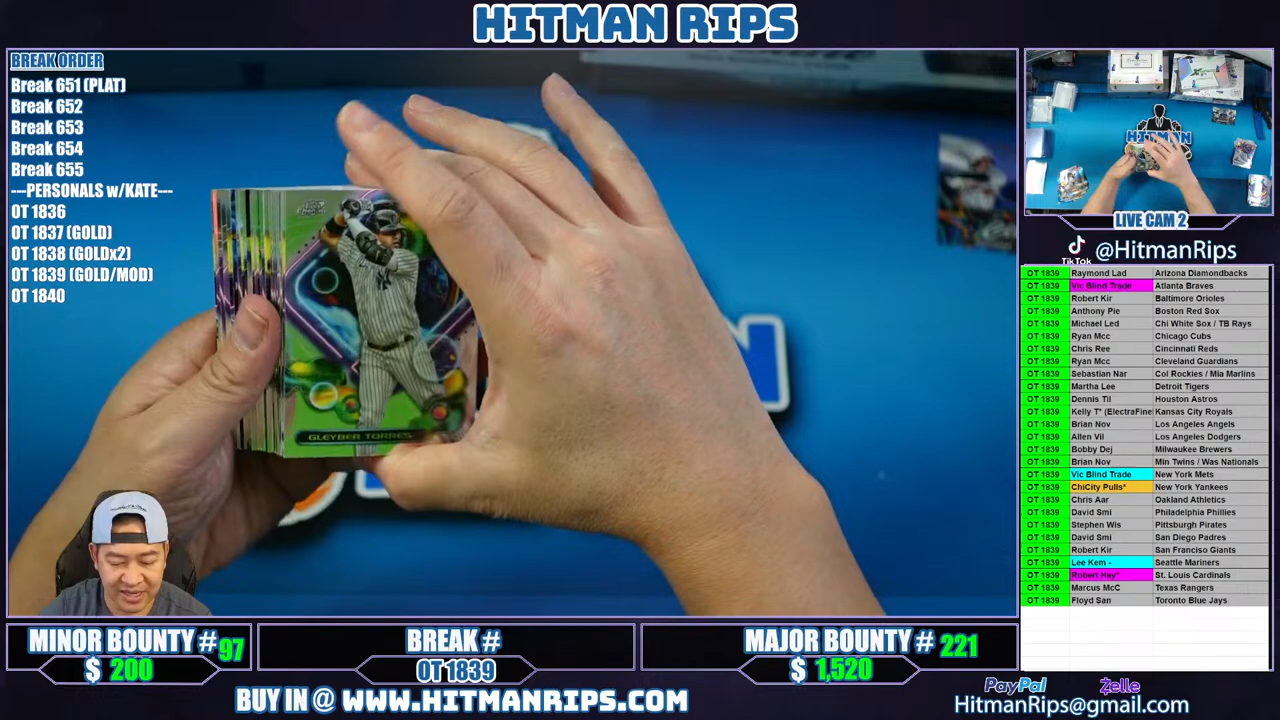 HITMAN RIPS
BREAK ORDER
Break 651 (PLAT)
Break 652
Break 653
Break 654
Break 655
---PERSONALS w/KATE---
OT 1836
OT 1837 (GOLD)
OT 1838 (GOLDx2)
OT 1839 (GOLD/MOD)
OT 1840
GLEYBER TORRES
HITMAN
LIVE CAM 2
TikTok
@HitmanRips
OT 1839 Raymond Lad Arizona Diamondbacks
OT 1839 Vic Blind Trade Atlanta Braves
OT 1839 Robert Kir Baltimore Orioles
OT 1839 Anthony Pie Boston Red Sox
OT 1839 Michael Led Chi White Sox / TB Rays
OT 1839 Ryan Mcc Chicago Cubs
OT 1839 Chris Ree Cincinnati Reds
OT 1839 Ryan Mcc Cleveland Guardians
OT 1839 Sebastian Nar Col Rockies / Mia Marlins
OT 1839 Martha Lee Detroit Tigers
OT 1839 Dennis Til Houston Astros
OT 1839 Kelly T* (ElectraFine Kansas City Royals
OT 1839 Brian Nov Los Angeles Angels
OT 1839 Allen Vil Los Angeles Dodgers
OT 1839 Bobby Dej Milwaukee Brewers
OT 1839 Brian Nov Min Twins / Was Nationals
OT 1839 Vic Blind Trade New York Mets
OT 1839 ChiCity Pulls* New York Yankees
OT 1839 Chris Aar Oakland Athletics
OT 1839 David Smi Philadelphia Phillies
OT 1839 Stephen Wis Pittsburgh Pirates
OT 1839 David Smi San Diego Padres
OT 1839 Robert Kir San Franciso Giants
OT 1839 Lee Kem - Seattle Mariners
OT 1839 Robert Hay* St. Louis Cardinals
OT 1839 Marcus McC Texas Rangers
OT 1839 Floyd San Toronto Blue Jays
MINOR BOUNTY # 97
$ 200
BREAK #
OT 1839
MAJOR BOUNTY # 221
$ 1,520
BUY IN @ WWW.HITMANRIPS.COM
PayPal Zelle
HitmanRips@gmail.com